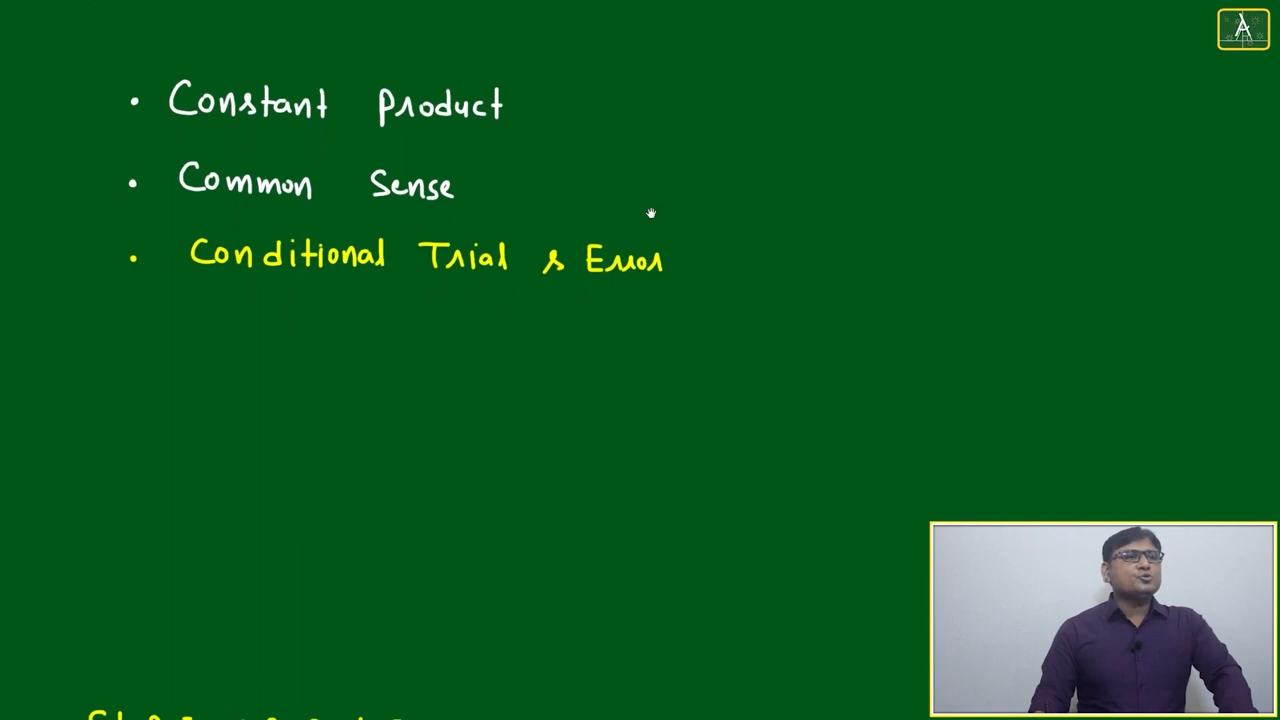 • Constant Product
• Common Sense
• Conditional Trial & Error